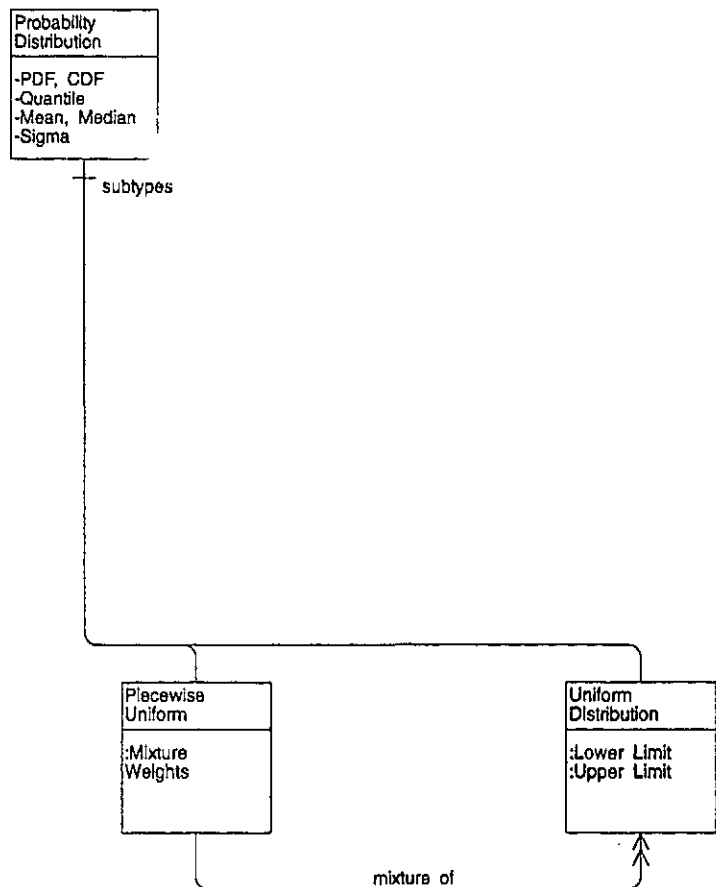 Probability
Distribution
-PDF, CDF
-Quantile
-Mean, Median
-Sigma
subtypes
Piecewise
Uniform
:Mixture
Weights
Uniform
Distribution
:Lower Limit
:Upper Limit
mixture of